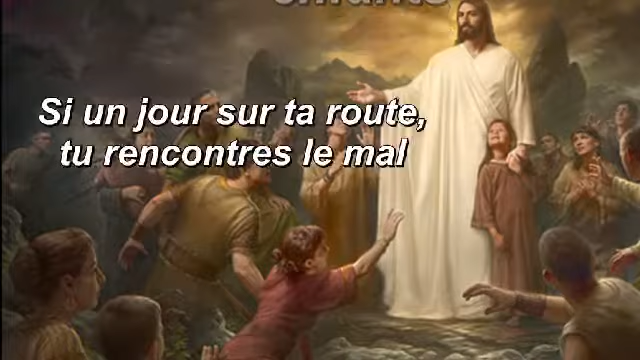 Si un jour sur ta route,
tu rencontres le mal